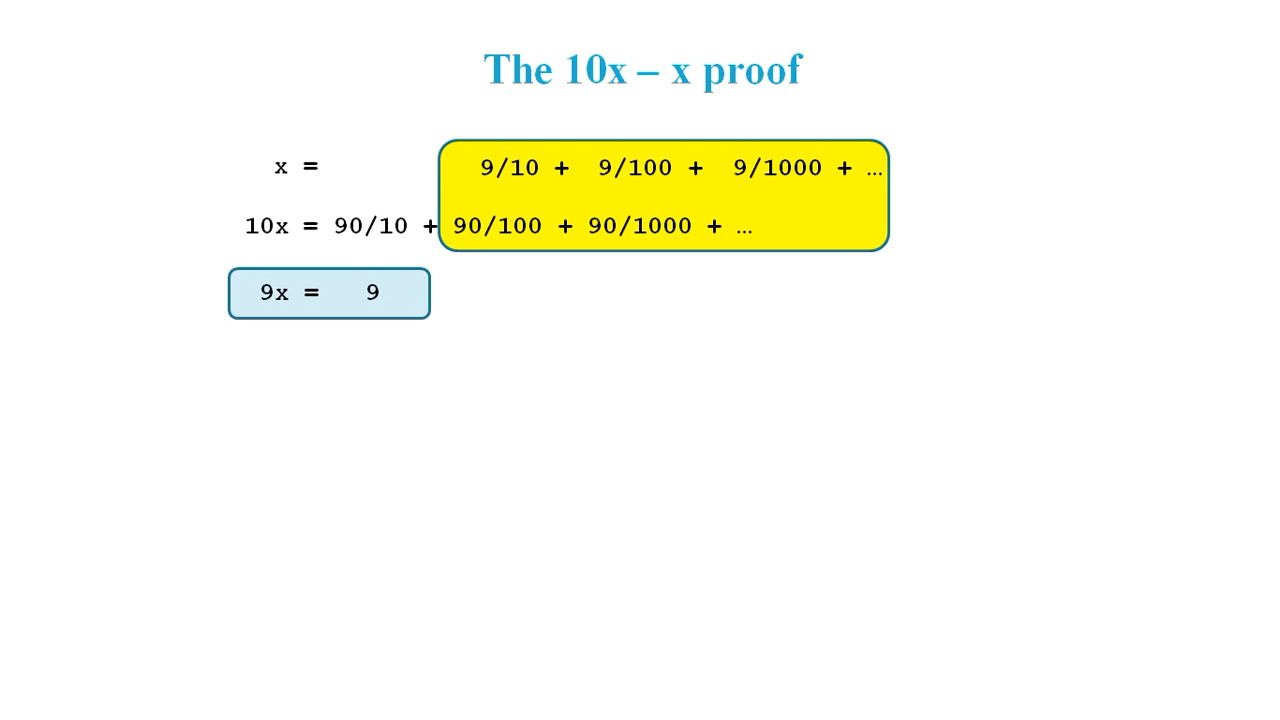 The 10x – x proof
x = 9/10 + 9/100 + 9/1000 + …
10x = 90/10 + 90/100 + 90/1000 + …
9x = 9